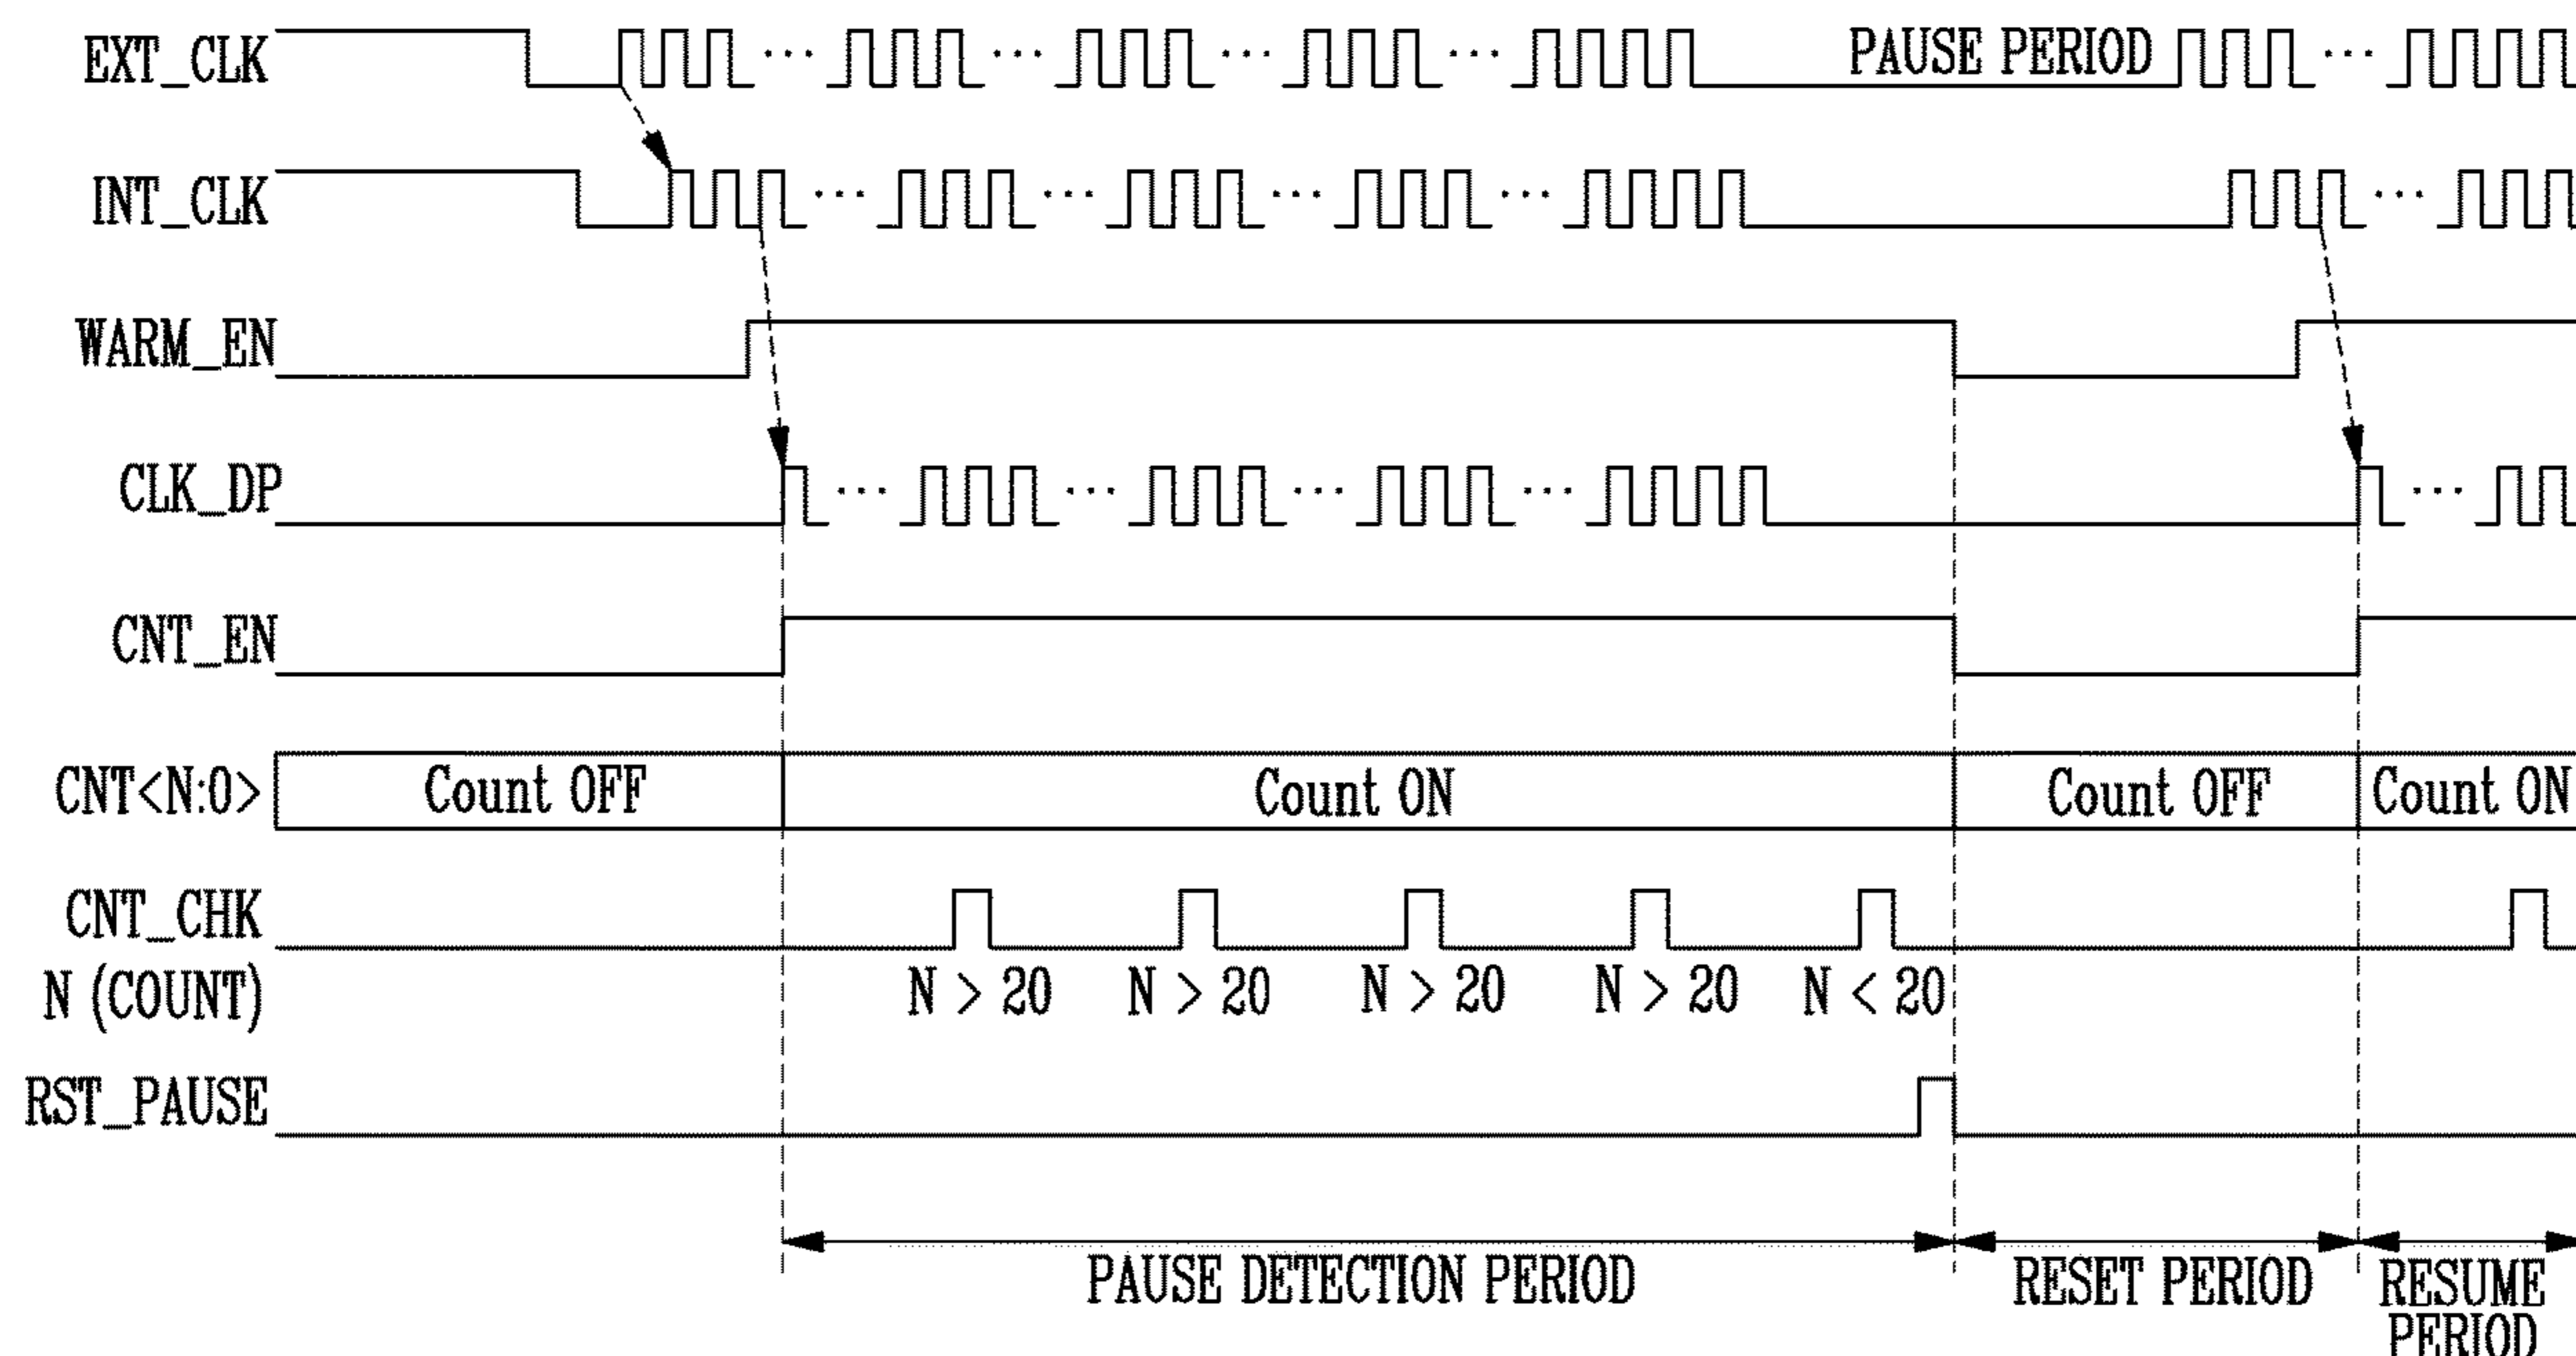 EXT_CLK
PAUSE PERIOD
INT_CLK
WARM_EN
CLK_DP
CNT_EN
CNT<N:0>
Count OFF
Count ON
Count OFF
Count ON
CNT_CHK
N (COUNT)
N > 20
N > 20
N > 20
N > 20
N < 20
RST_PAUSE
PAUSE DETECTION PERIOD
RESET PERIOD
RESUME
PERIOD